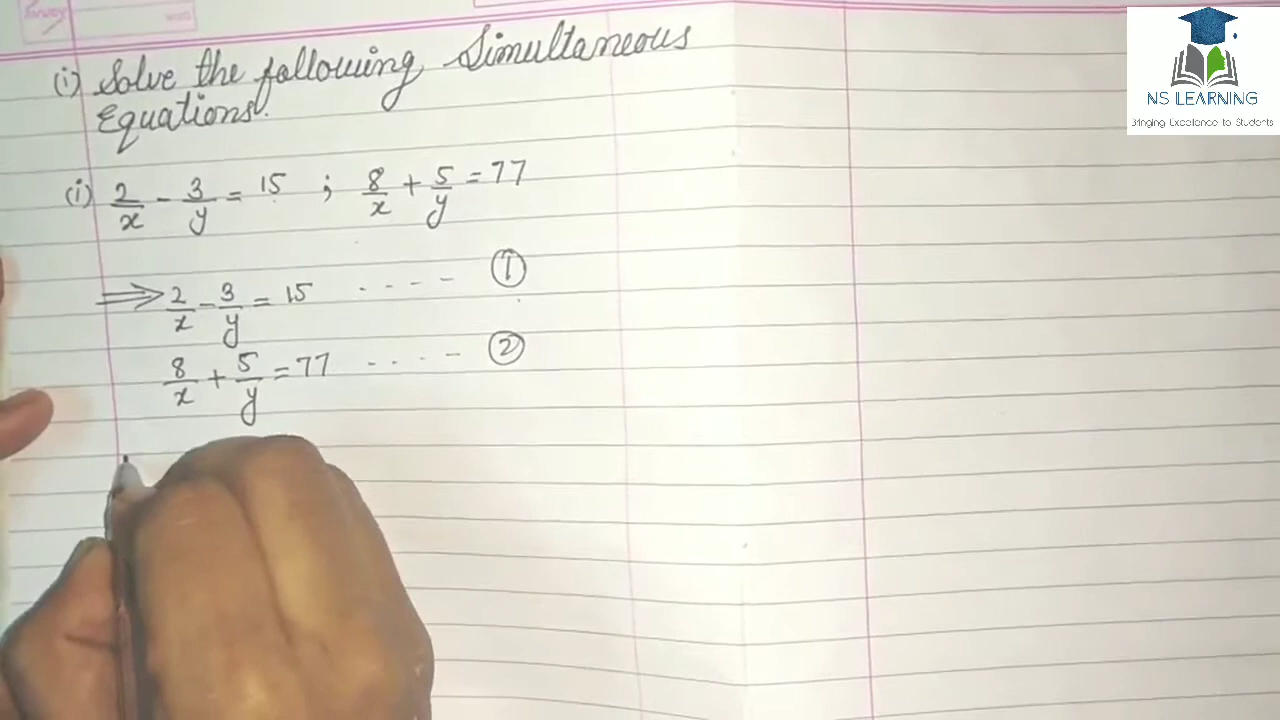 NS LEARNING
Bringing Excellence to Students
(i) Solve the following Simultaneous
Equations.
(i) 2/x - 3/y = 15 ; 8/x + 5/y = 77
⟹ 2/x - 3/y = 15 - - - - ①
8/x + 5/y = 77 - - - - ②